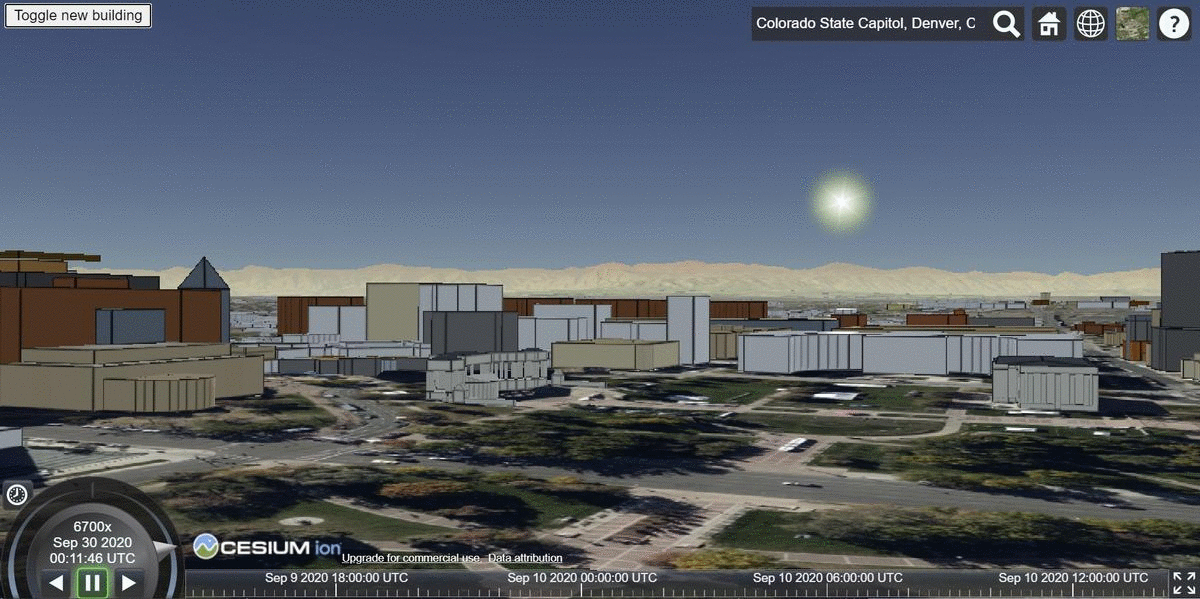 Toggle new building
Colorado State Capitol, Denver, C
?
6700x
Sep 30 2020
00:11:46 UTC
CESIUM ion
Upgrade for commercial use. Data attribution
Sep 9 2020 18:00:00 UTC
Sep 10 2020 00:00:00 UTC
Sep 10 2020 06:00:00 UTC
Sep 10 2020 12:00:00 UTC